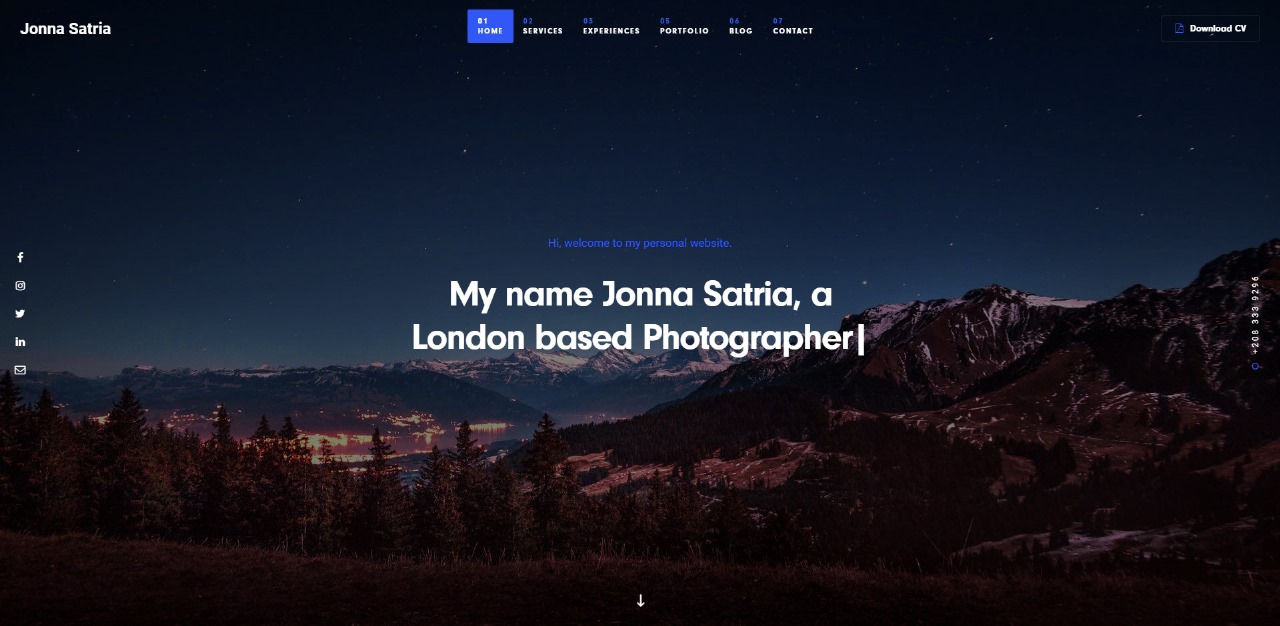 Jonna Satria
01
HOME
02
SERVICES
03
EXPERIENCES
05
PORTFOLIO
06
BLOG
07
CONTACT
Download CV
Hi, welcome to my personal website.
My name Jonna Satria, a
London based Photographer|
+208 333 9296